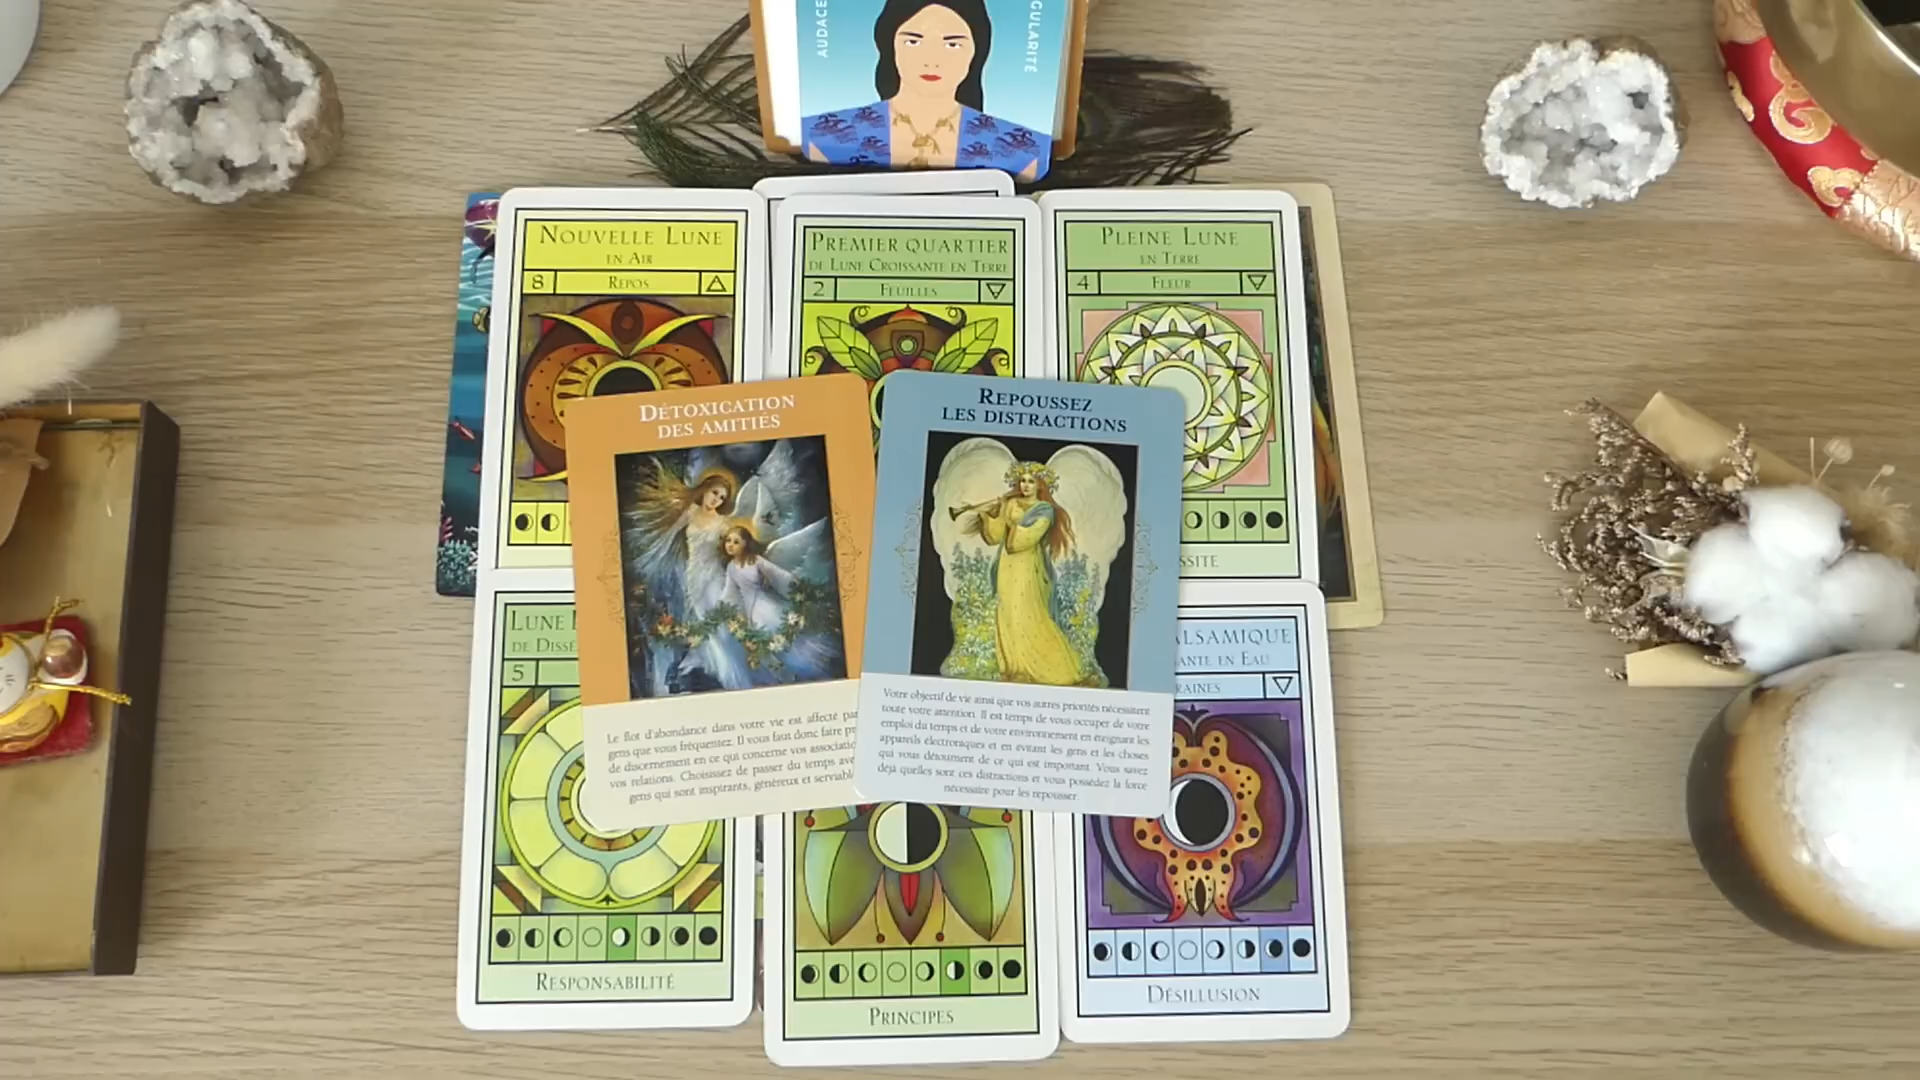 AUDACE
GULARITÉ
NOUVELLE LUNE
EN AIR
8 REPOS
PREMIER QUARTIER
DE LUNE CROISSANTE EN TERRE
2 FEUILLES
PLEINE LUNE
EN TERRE
4 FLEUR
SSITE
DÉTOXICATION
DES AMITIÉS
Le flot d'abondance dans votre vie est affecté par
gens que vous fréquentez. Il vous faut donc faire pr
de discernement en ce qui concerne vos associatio
vos relations. Choisissez de passer du temps ave
gens qui sont inspirants, généreux et serviabl
REPOUSSEZ
LES DISTRACTIONS
Votre objectif de vie ainsi que vos autres priorités nécessitent
toute votre attention. Il est temps de vous occuper de votre
emploi du temps et de votre environnement en éteignant les
appareils électroniques et en évitant les gens et les choses
qui vous détournent de ce qui est important. Vous savez
déjà quelles sont ces distractions et vous possédez la force
nécessaire pour les repousser.
LUNE
DE DISSÉ
5
RESPONSABILITÉ
PRINCIPES
ALSAMIQUE
ANTE EN EAU
RAINES
DÉSILLUSION